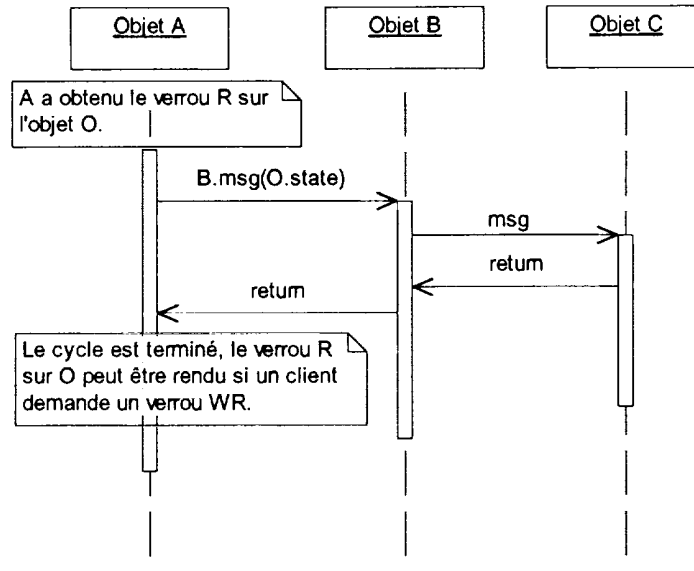 Objet A
Objet B
Objet C
A a obtenu le verrou R sur
l'objet O.
B.msg(O.state)
msg
return
return
Le cycle est terminé, le verrou R
sur O peut être rendu si un client
demande un verrou WR.